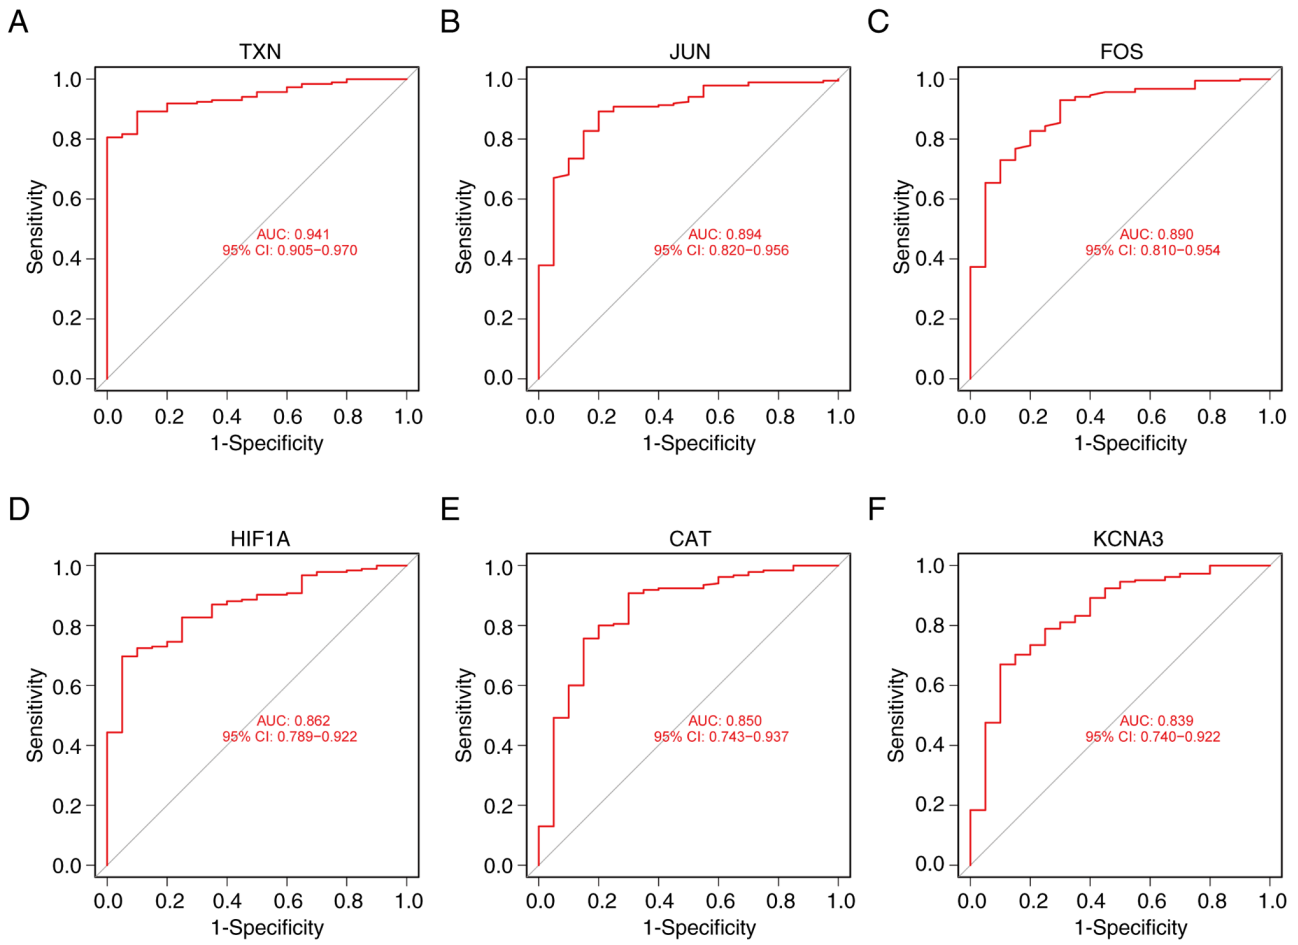 A
TXN
1.0
0.8
0.6
0.4
0.2
0.0
Sensitivity
AUC: 0.941
95% CI: 0.905–0.970
0.0 0.2 0.4 0.6 0.8 1.0
1-Specificity
B
JUN
1.0
0.8
0.6
0.4
0.2
0.0
Sensitivity
AUC: 0.894
95% CI: 0.820–0.956
0.0 0.2 0.4 0.6 0.8 1.0
1-Specificity
C
FOS
1.0
0.8
0.6
0.4
0.2
0.0
Sensitivity
AUC: 0.890
95% CI: 0.810–0.954
0.0 0.2 0.4 0.6 0.8 1.0
1-Specificity
D
HIF1A
1.0
0.8
0.6
0.4
0.2
0.0
Sensitivity
AUC: 0.862
95% CI: 0.789–0.922
0.0 0.2 0.4 0.6 0.8 1.0
1-Specificity
E
CAT
1.0
0.8
0.6
0.4
0.2
0.0
Sensitivity
AUC: 0.850
95% CI: 0.743–0.937
0.0 0.2 0.4 0.6 0.8 1.0
1-Specificity
F
KCNA3
1.0
0.8
0.6
0.4
0.2
0.0
Sensitivity
AUC: 0.839
95% CI: 0.740–0.922
0.0 0.2 0.4 0.6 0.8 1.0
1-Specificity